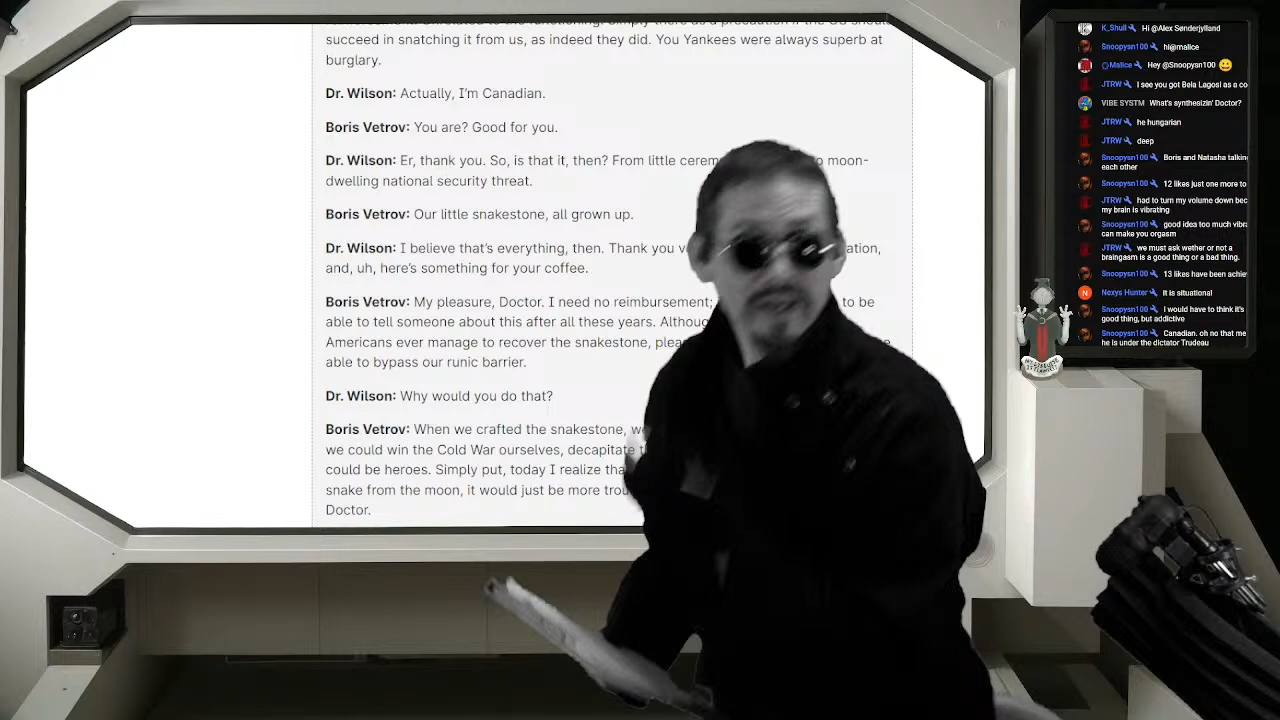 succeed in snatching it from us, as indeed they did. You Yankees were always superb at
burglary.
Dr. Wilson: Actually, I'm Canadian.
Boris Vetrov: You are? Good for you.
Dr. Wilson: Er, thank you. So, is that it, then? From little moon-
dwelling national security threat.
Boris Vetrov: Our little snakestone, all grown up.
Dr. Wilson: I believe that's everything, then. Thank you
and, uh, here's something for your coffee.
Boris Vetrov: My pleasure, Doctor. I need no reimbursement; to be
able to tell someone about this after all these years.
Americans ever manage to recover the snakestone,
able to bypass our runic barrier.
Dr. Wilson: Why would you do that?
Boris Vetrov: When we crafted the snakestone,
we could win the Cold War ourselves, decapitate
could be heroes. Simply put, today I realize
snake from the moon, it would just be more
Doctor.
K_Shull Hi @Alex Sønderjylland
Snoopysn100 hi@malice
Malice Hey @Snoopysn100
JTRW I see you got Bela Lagosi as a co
VIBE SYSTM What's synthesizin' Doctor?
JTRW he hungarian
JTRW deep
Snoopysn100 Boris and Natasha talkin
each other
Snoopysn100 12 likes just one more to
JTRW had to turn my volume down bec
my brain is vibrating
Snoopysn100 good idea too much vibra
can make you orgasm
JTRW we must ask wether or not a
braingasm is a good thing or a bad thing.
Snoopysn100 13 likes have been achiev
Nexys Hunter It is situational
Snoopysn100 I would have to think it's
good thing, but addictive
Snoopysn100 Canadian. oh no that me
he is under the dictator Trudeau